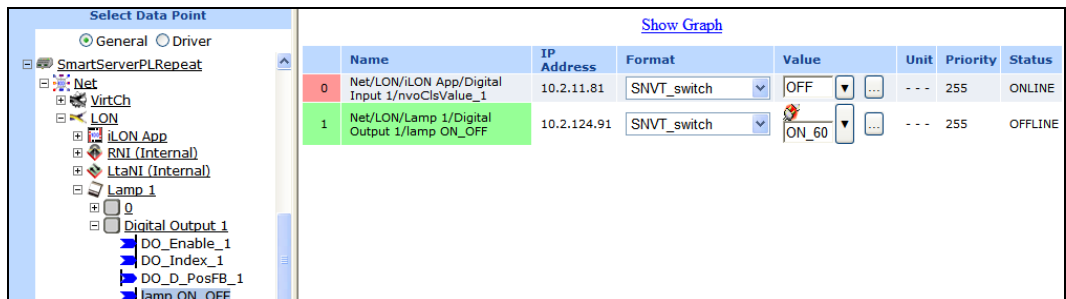 Select Data Point
General Driver
SmartServerPLRepeat
Net
VirtCh
LON
iLON App
RNI (Internal)
LtaNI (Internal)
Lamp 1
0
Digital Output 1
DO_Enable_1
DO_Index_1
DO_D_PosFB_1
lamp ON_OFF
Show Graph
Name IP Address Format Value Unit Priority Status
0 Net/LON/iLON App/Digital Input 1/nvoClsValue_1 10.2.11.81 SNVT_switch OFF ... --- 255 ONLINE
1 Net/LON/Lamp 1/Digital Output 1/lamp ON_OFF 10.2.124.91 SNVT_switch ON_60 ... --- 255 OFFLINE